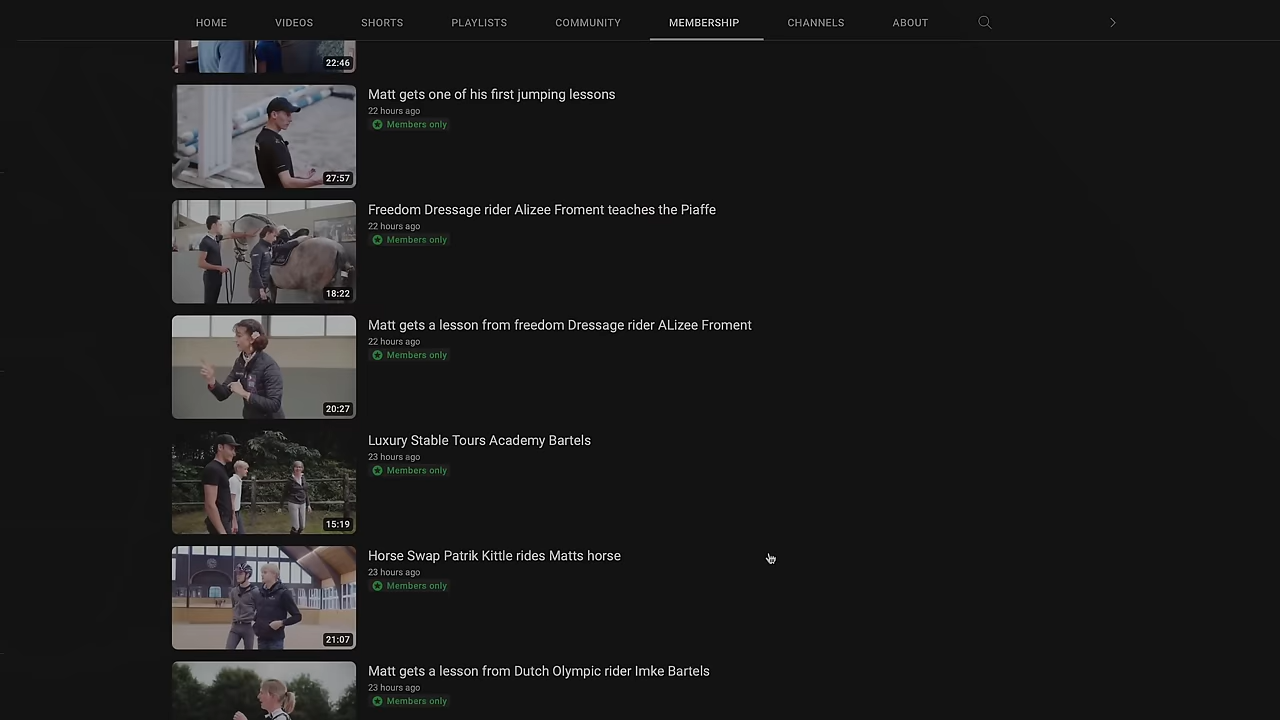 HOME VIDEOS SHORTS PLAYLISTS COMMUNITY MEMBERSHIP CHANNELS ABOUT
22:46
Matt gets one of his first jumping lessons
22 hours ago
Members only
27:57
Freedom Dressage rider Alizee Froment teaches the Piaffe
22 hours ago
Members only
18:22
Matt gets a lesson from freedom Dressage rider ALizee Froment
22 hours ago
Members only
20:27
Luxury Stable Tours Academy Bartels
23 hours ago
Members only
15:19
Horse Swap Patrik Kittle rides Matts horse
23 hours ago
Members only
21:07
Matt gets a lesson from Dutch Olympic rider Imke Bartels
23 hours ago
Members only